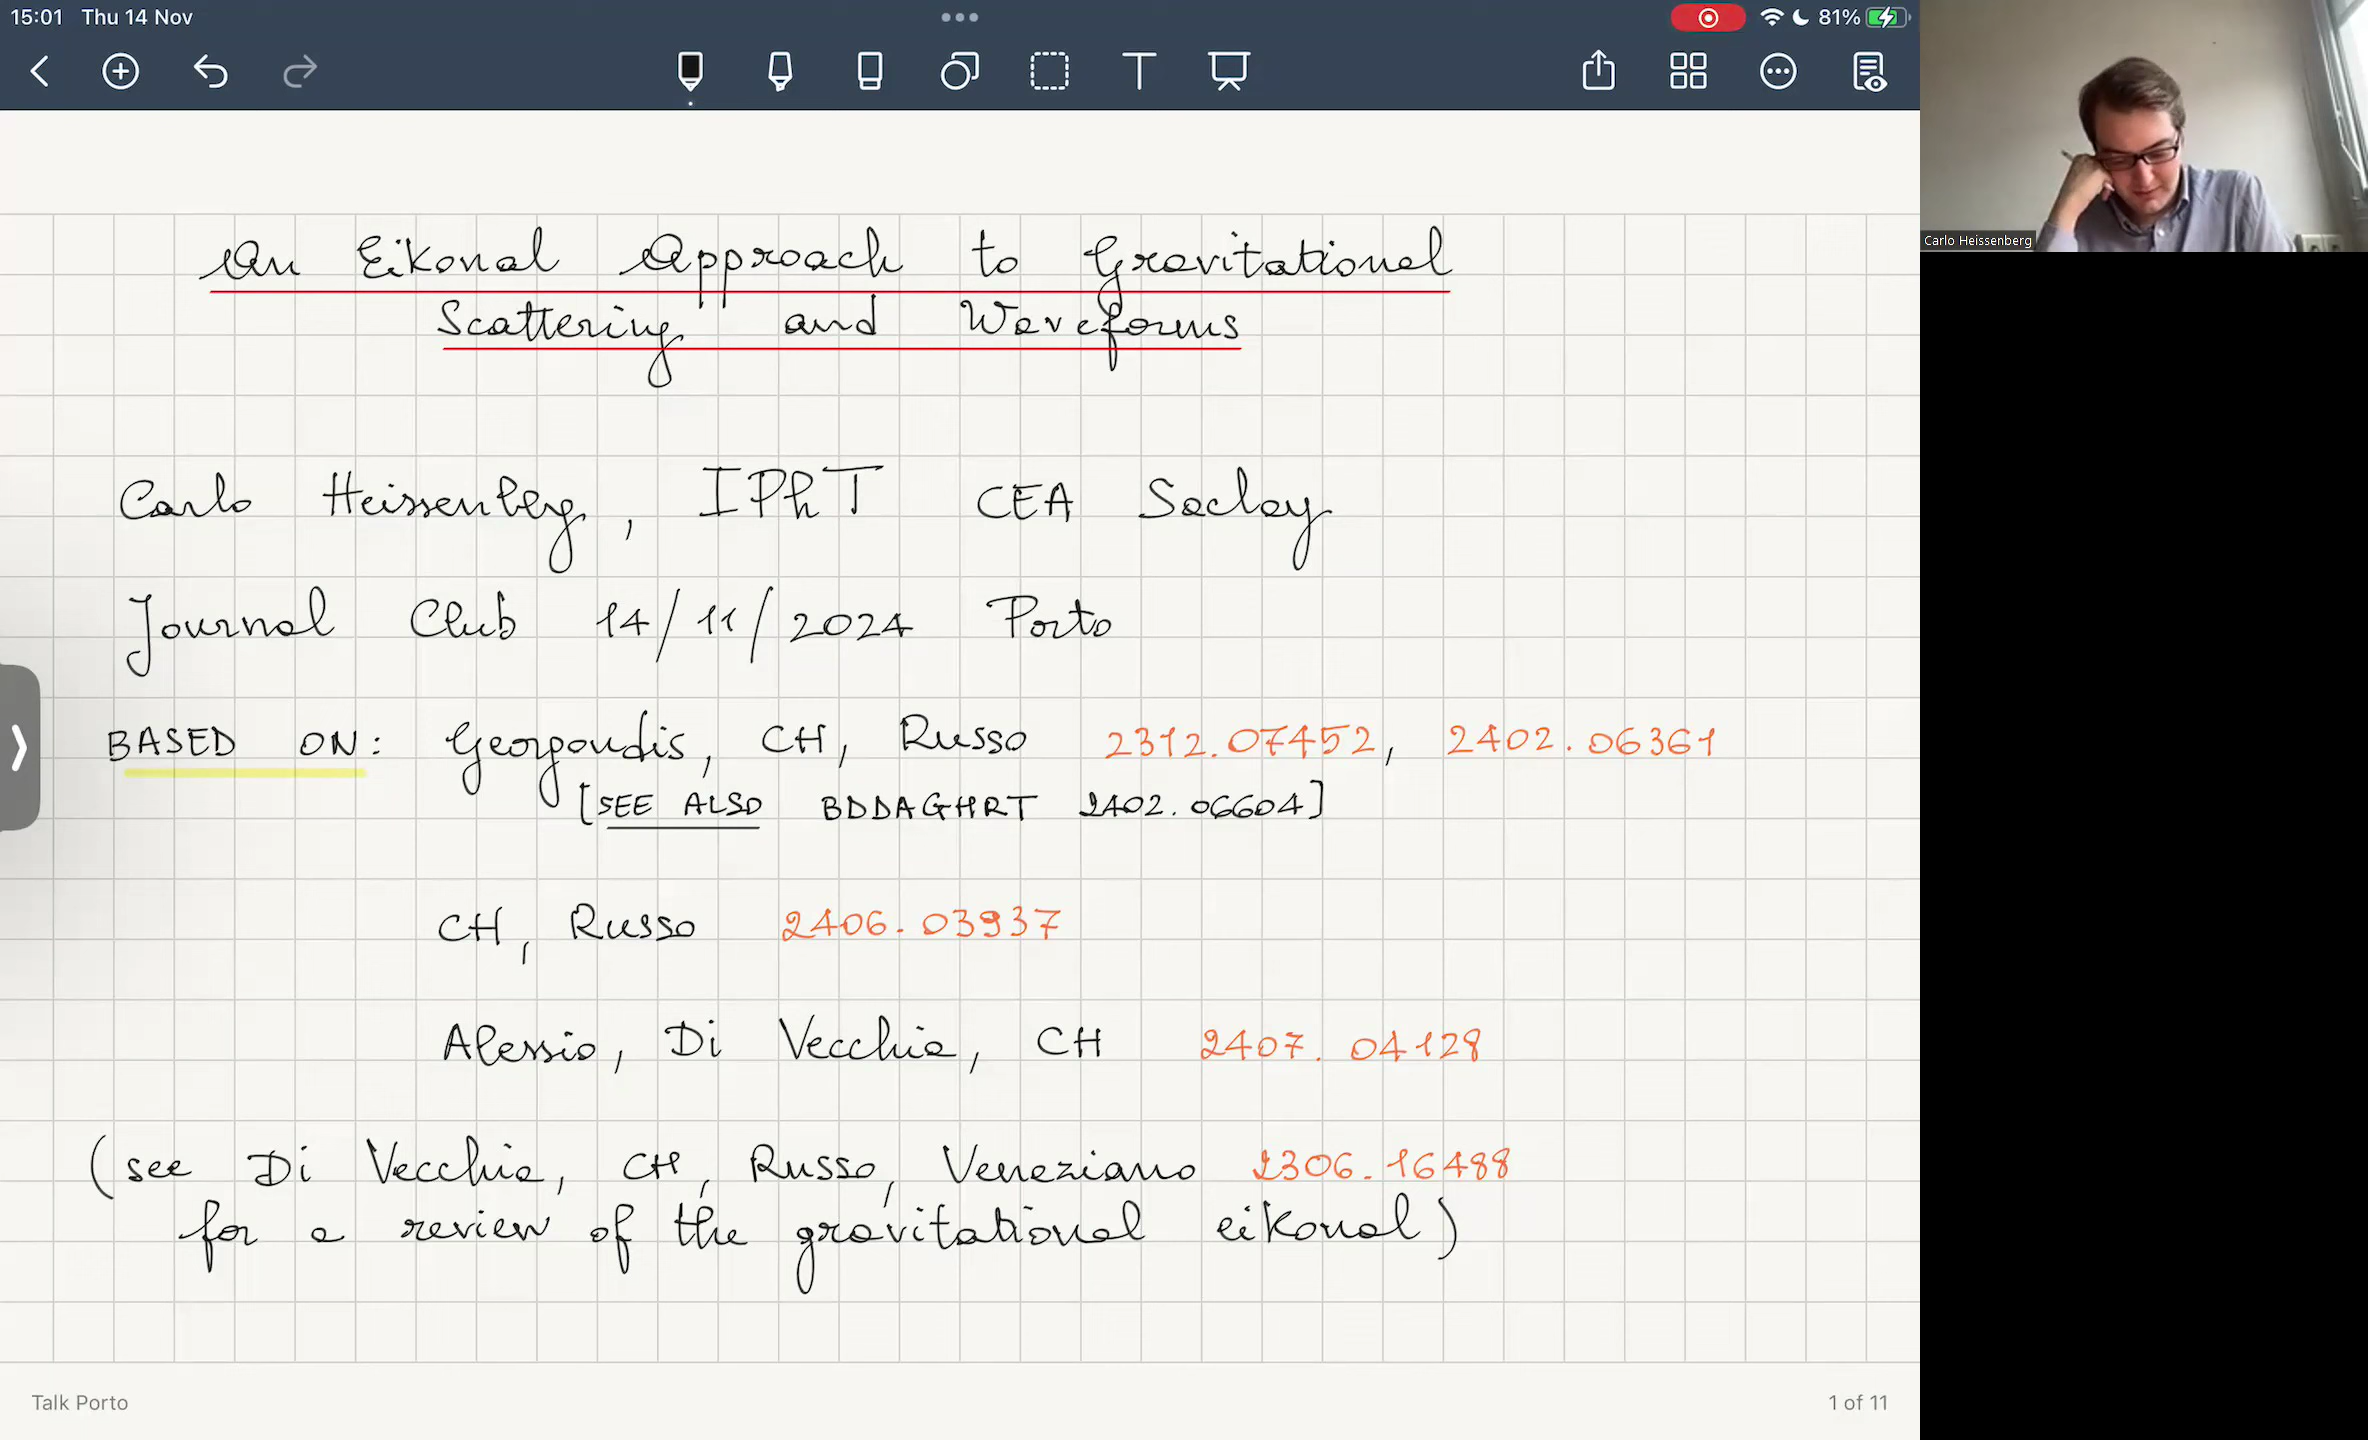 15:01 Thu 14 Nov
81%
T
An Eikonal Approach to Gravitational
Scattering and Waveforms
Carlo Heissenberg, IPhT CEA Saclay
Journal Club 14/11/2024 Porto
BASED ON: Georgoudis, CH, Russo 2312.07452, 2402.06361
[SEE ALSO BDDAGHRT 2402.06604]
CH, Russo 2406.03937
Alessio, Di Vecchia, CH 2407.04128
(see Di Vecchia, CH, Russo, Veneziano 2306.16488
for a review of the gravitational eikonal)
Talk Porto
1 of 11
Carlo Heissenberg